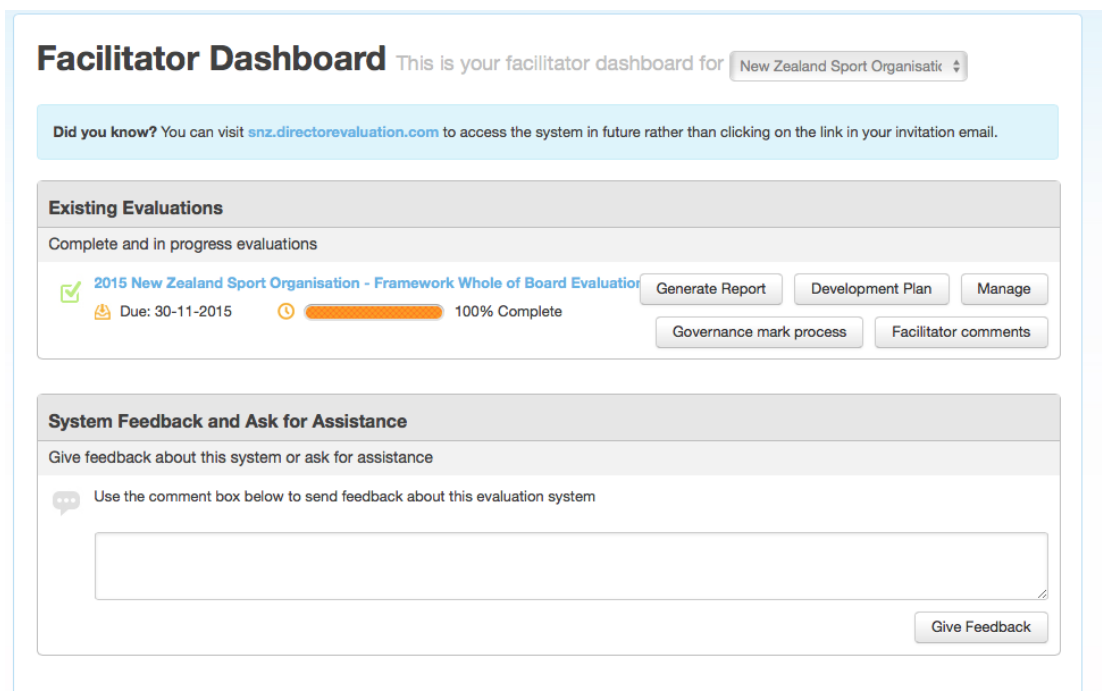 Facilitator Dashboard This is your facilitator dashboard for New Zealand Sport Organisatic
Did you know? You can visit snz.directorevaluation.com to access the system in future rather than clicking on the link in your invitation email.
Existing Evaluations
Complete and in progress evaluations
2015 New Zealand Sport Organisation - Framework Whole of Board Evaluation Generate Report Development Plan Manage
Due: 30-11-2015 100% Complete
Governance mark process Facilitator comments
System Feedback and Ask for Assistance
Give feedback about this system or ask for assistance
Use the comment box below to send feedback about this evaluation system
Give Feedback